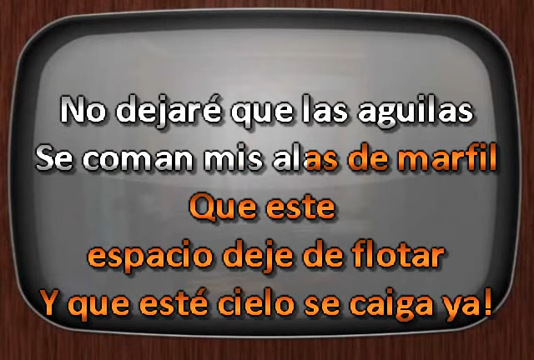 No dejaré que las aguilas
Se coman mis alas de marfil
Que este
espacio deje de flotar
Y que esté cielo se caiga ya!